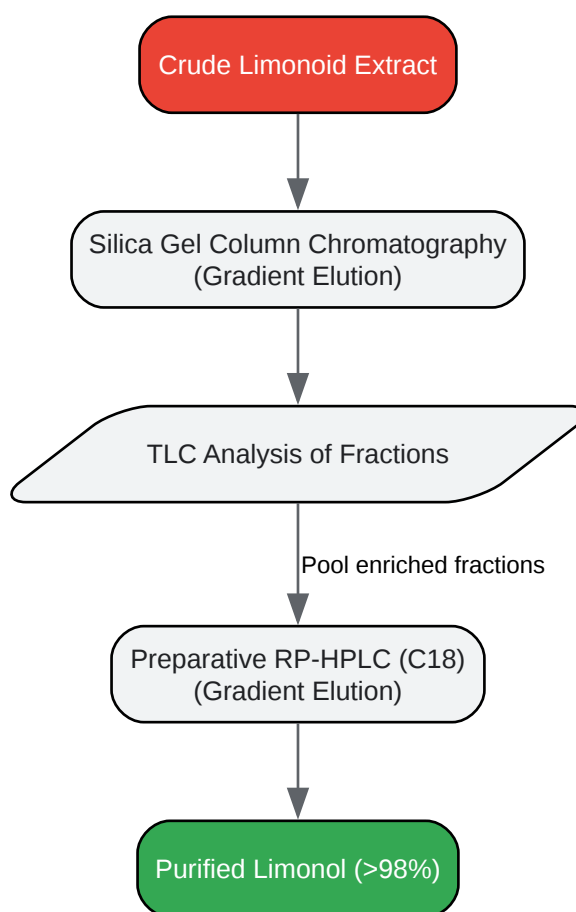 Crude Limonoid Extract
Silica Gel Column Chromatography
(Gradient Elution)
TLC Analysis of Fractions
Pool enriched fractions
Preparative RP-HPLC (C18)
(Gradient Elution)
Purified Limonol (>98%)